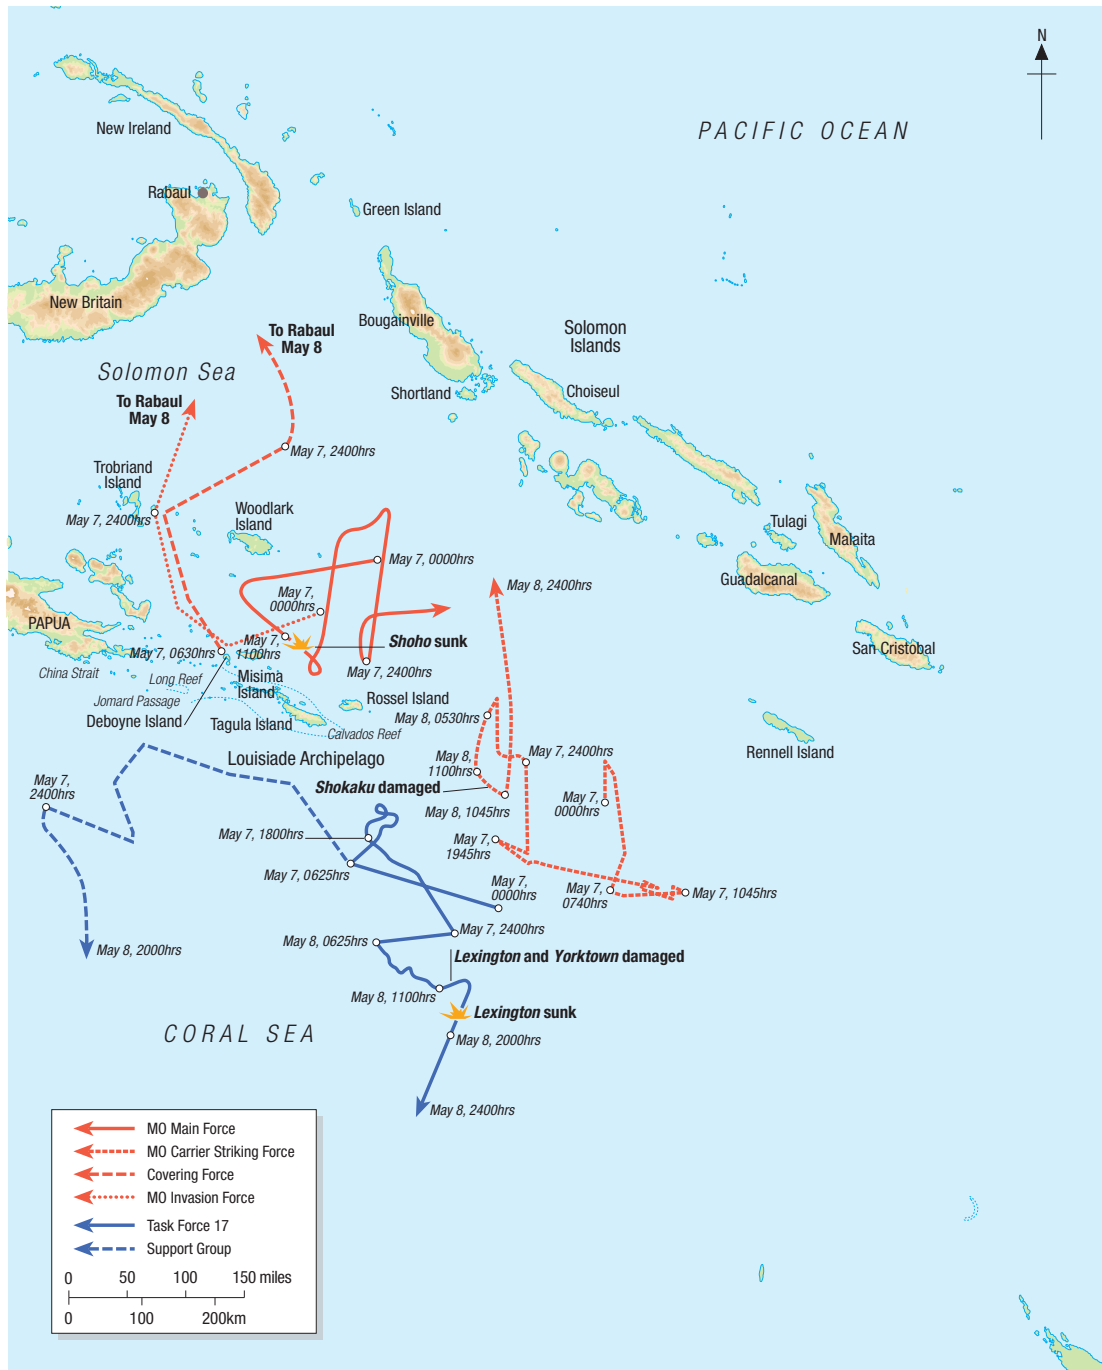 N
PACIFIC OCEAN
New Ireland
Rabaul
Green Island
New Britain
Bougainville
Solomon
Islands
To Rabaul
May 8
Solomon Sea
Shortland
Choiseul
To Rabaul
May 8
May 7, 2400hrs
Trobriand
Island
May 7, 2400hrs
Woodlark
Island
Tulagi
Malaita
May 7, 0000hrs
May 8, 2400hrs
Guadalcanal
May 7,
0000hrs
PAPUA
May 7, 0630hrs
May 7,
1100hrs
Shoho sunk
San Cristobal
China Strait
Long Reef
Misima
Island
May 7, 2400hrs
Jomard Passage
Rossel Island
Deboyne Island
Tagula Island
Calvados Reef
May 8, 0530hrs
Rennell Island
Louisiade Archipelago
May 8,
1100hrs
May 7, 2400hrs
May 7,
2400hrs
Shokaku damaged
May 8, 1045hrs
May 7,
0000hrs
May 7, 1800hrs
May 7,
1945hrs
May 7, 0625hrs
May 7,
0000hrs
May 7,
0740hrs
May 7, 1045hrs
May 8, 2000hrs
May 8, 0625hrs
May 7, 2400hrs
Lexington and Yorktown damaged
May 8, 1100hrs
Lexington sunk
CORAL SEA
May 8, 2000hrs
May 8, 2400hrs
MO Main Force
MO Carrier Striking Force
Covering Force
MO Invasion Force
Task Force 17
Support Group
0 50 100 150 miles
0 100 200km